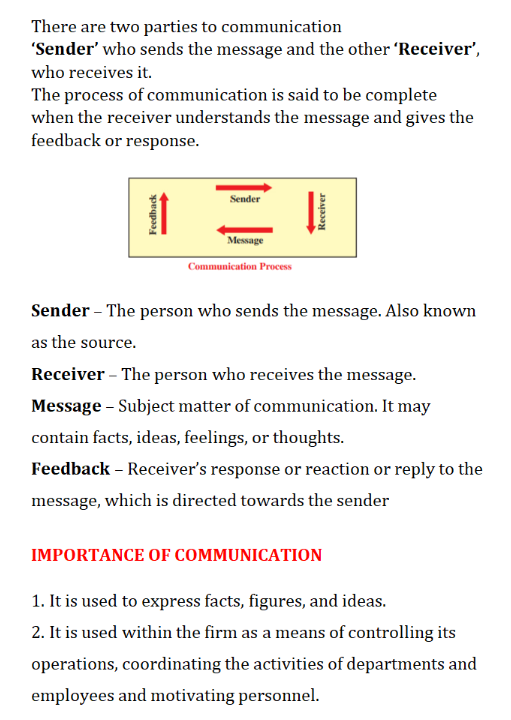 There are two parties to communication
‘Sender’ who sends the message and the other ‘Receiver’,
who receives it.
The process of communication is said to be complete
when the receiver understands the message and gives the
feedback or response.
Sender
Feedback
Receiver
Message
Communication Process
Sender – The person who sends the message. Also known
as the source.
Receiver – The person who receives the message.
Message – Subject matter of communication. It may
contain facts, ideas, feelings, or thoughts.
Feedback – Receiver’s response or reaction or reply to the
message, which is directed towards the sender
IMPORTANCE OF COMMUNICATION
1. It is used to express facts, figures, and ideas.
2. It is used within the firm as a means of controlling its
operations, coordinating the activities of departments and
employees and motivating personnel.